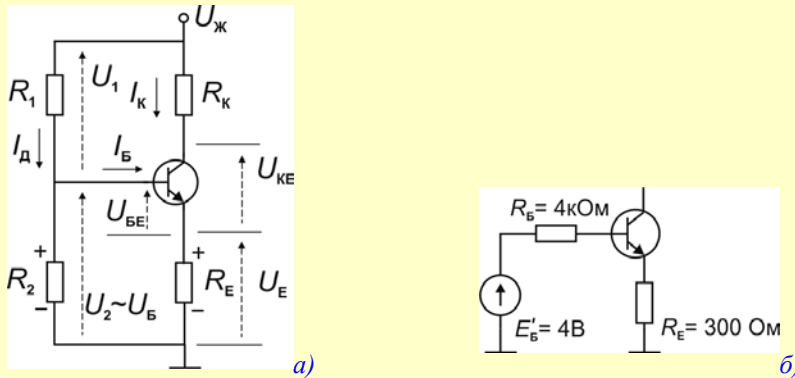 U_Ж
U_1
R_1
I_К
R_К
I_Д
I_Б
U_КЕ
U_БЕ
+
+
R_2
R_Е
U_Е
U_2~U_Б
−
−
а)
R_Б= 4кОм
E'_Б= 4В
R_Е= 300 Ом
б)